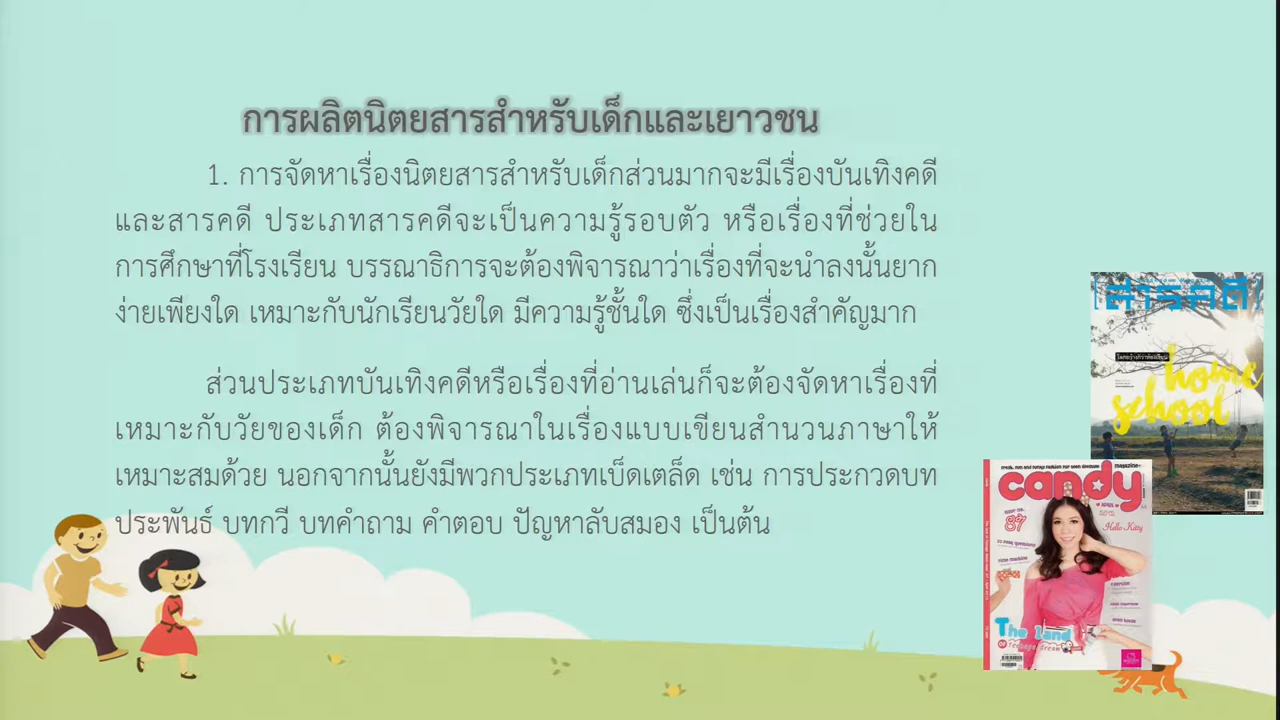 การผลิตนิตยสารสำหรับเด็กและเยาวชน
1. การจัดหาเรื่องนิตยสารสำหรับเด็กส่วนมากจะมีเรื่องบันเทิงคดี
และสารคดี ประเภทสารคดีจะเป็นความรู้รอบตัว หรือเรื่องที่ช่วยใน
การศึกษาที่โรงเรียน บรรณาธิการจะต้องพิจารณาว่าเรื่องที่จะนำลงนั้นยาก
ง่ายเพียงใด เหมาะกับนักเรียนวัยใด มีความรู้ชั้นใด ซึ่งเป็นเรื่องสำคัญมาก
ส่วนประเภทบันเทิงคดีหรือเรื่องที่อ่านเล่นก็จะต้องจัดหาเรื่องที่
เหมาะกับวัยของเด็ก ต้องพิจารณาในเรื่องแบบเขียนสำนวนภาษาให้
เหมาะสมด้วย นอกจากนั้นยังมีพวกประเภทเบ็ดเตล็ด เช่น การประกวดบท
ประพันธ์ บทกวี บทคำถาม คำตอบ ปัญหาลับสมอง เป็นต้น
สารคดี
home
school
magazine
candy
87
Hello Kitty
The land
of Teenage Dream